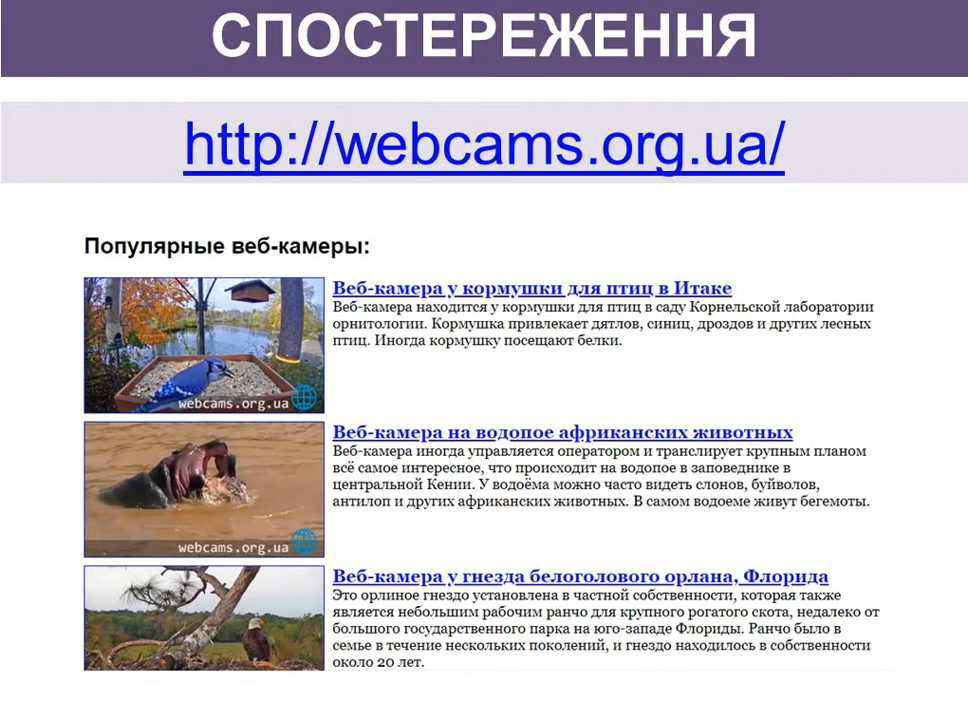 СПОСТЕРЕЖЕННЯ
http://webcams.org.ua/
Популярные веб-камеры:
Веб-камера у кормушки для птиц в Итаке
Веб-камера находится у кормушки для птиц в саду Корнельской лаборатории
орнитологии. Кормушка привлекает дятлов, синиц, дроздов и других лесных
птиц. Иногда кормушку посещают белки.
webcams.org.ua
Веб-камера на водопое африканских животных
Веб-камера иногда управляется оператором и транслирует крупным планом
всё самое интересное, что происходит на водопое в заповеднике в
центральной Кении. У водоёма можно часто видеть слонов, буйволов,
антилоп и других африканских животных. В самом водоеме живут бегемоты.
webcams.org.ua
Веб-камера у гнезда белоголового орлана, Флорида
Это орлиное гнездо установлена в частной собственности, которая также
является небольшим рабочим ранчо для крупного рогатого скота, недалеко от
большого государственного парка на юго-западе Флориды. Ранчо было в
семье в течение нескольких поколений, и гнездо находилось в собственности
около 20 лет.